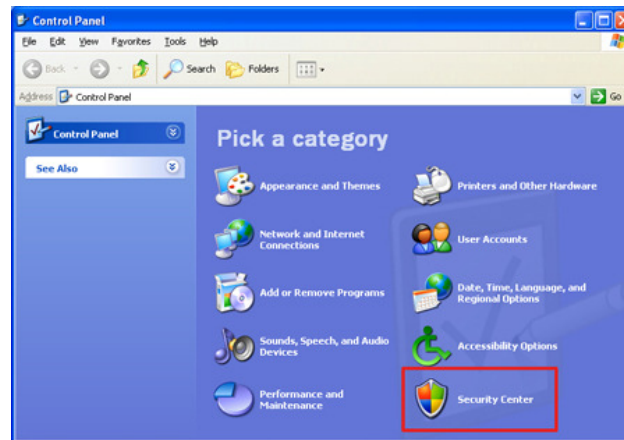 Control Panel
File Edit View Favorites Tools Help
Back Search Folders
Address Control Panel Go
Control Panel
See Also
Pick a category
Appearance and Themes
Printers and Other Hardware
Network and Internet
Connections
User Accounts
Add or Remove Programs
Date, Time, Language, and
Regional Options
Sounds, Speech, and Audio
Devices
Accessibility Options
Performance and
Maintenance
Security Center